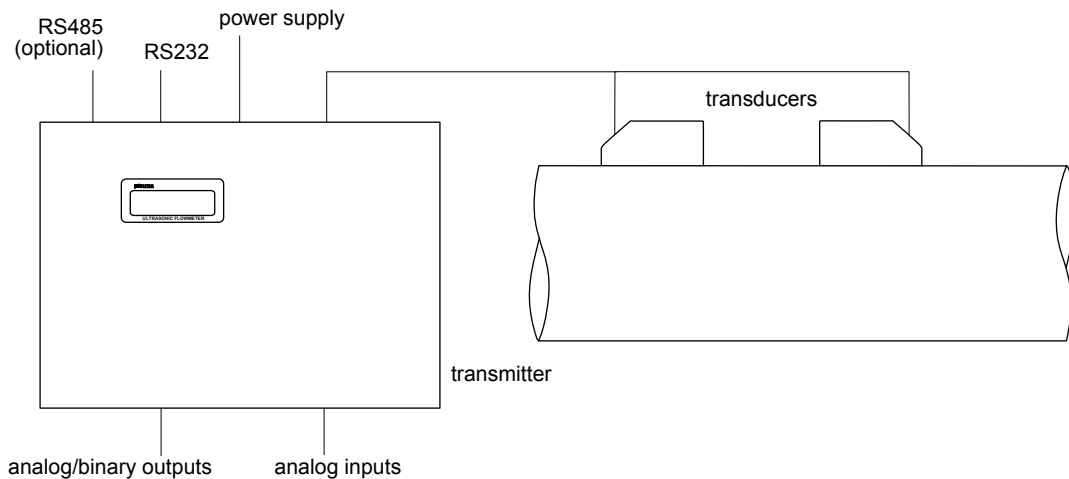 power supply
RS485
(optional)
RS232
transducers
ULTRASONIC FLOWMETER
transmitter
analog/binary outputs
analog inputs